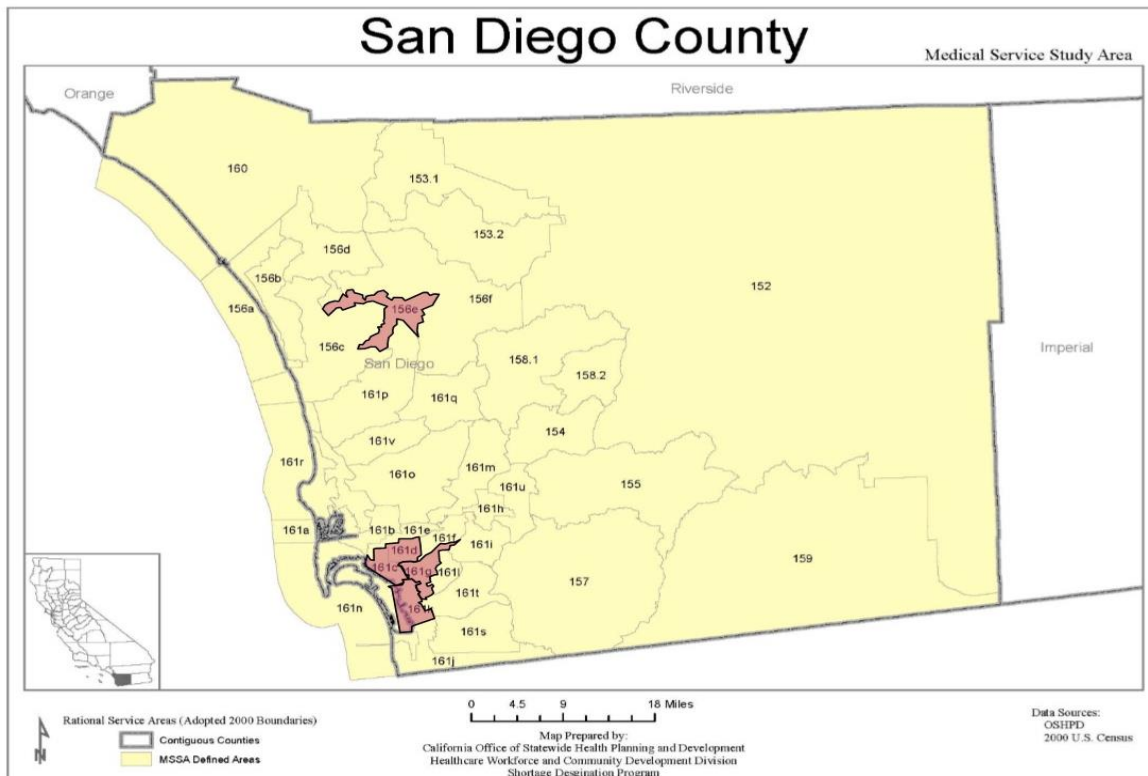 San Diego County
Medical Service Study Area
Orange
Riverside
160
153.1
153.2
156d
156b
156a
156e
156f
152
156c
San Diego
Imperial
158.1
158.2
161p
161q
154
161v
161r
161o
161m
161u
155
161h
161a
161b
161e
161f
161i
161d
161c
161g
161l
157
159
161t
161k
161n
161s
161j
0 4.5 9 18 Miles
N
Rational Service Areas (Adopted 2000 Boundaries)
Contiguous Counties
MSSA Defined Areas
Map Prepared by:
California Office of Statewide Health Planning and Development
Healthcare Workforce and Community Development Division
Shortage Desgination Program
Data Sources:
OSHPD
2000 U.S. Census